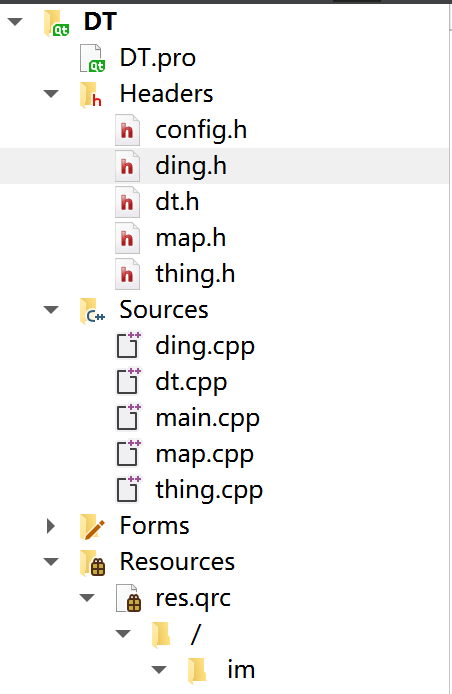 DT
DT.pro
Headers
config.h
ding.h
dt.h
map.h
thing.h
Sources
ding.cpp
dt.cpp
main.cpp
map.cpp
thing.cpp
Forms
Resources
res.qrc
/
im